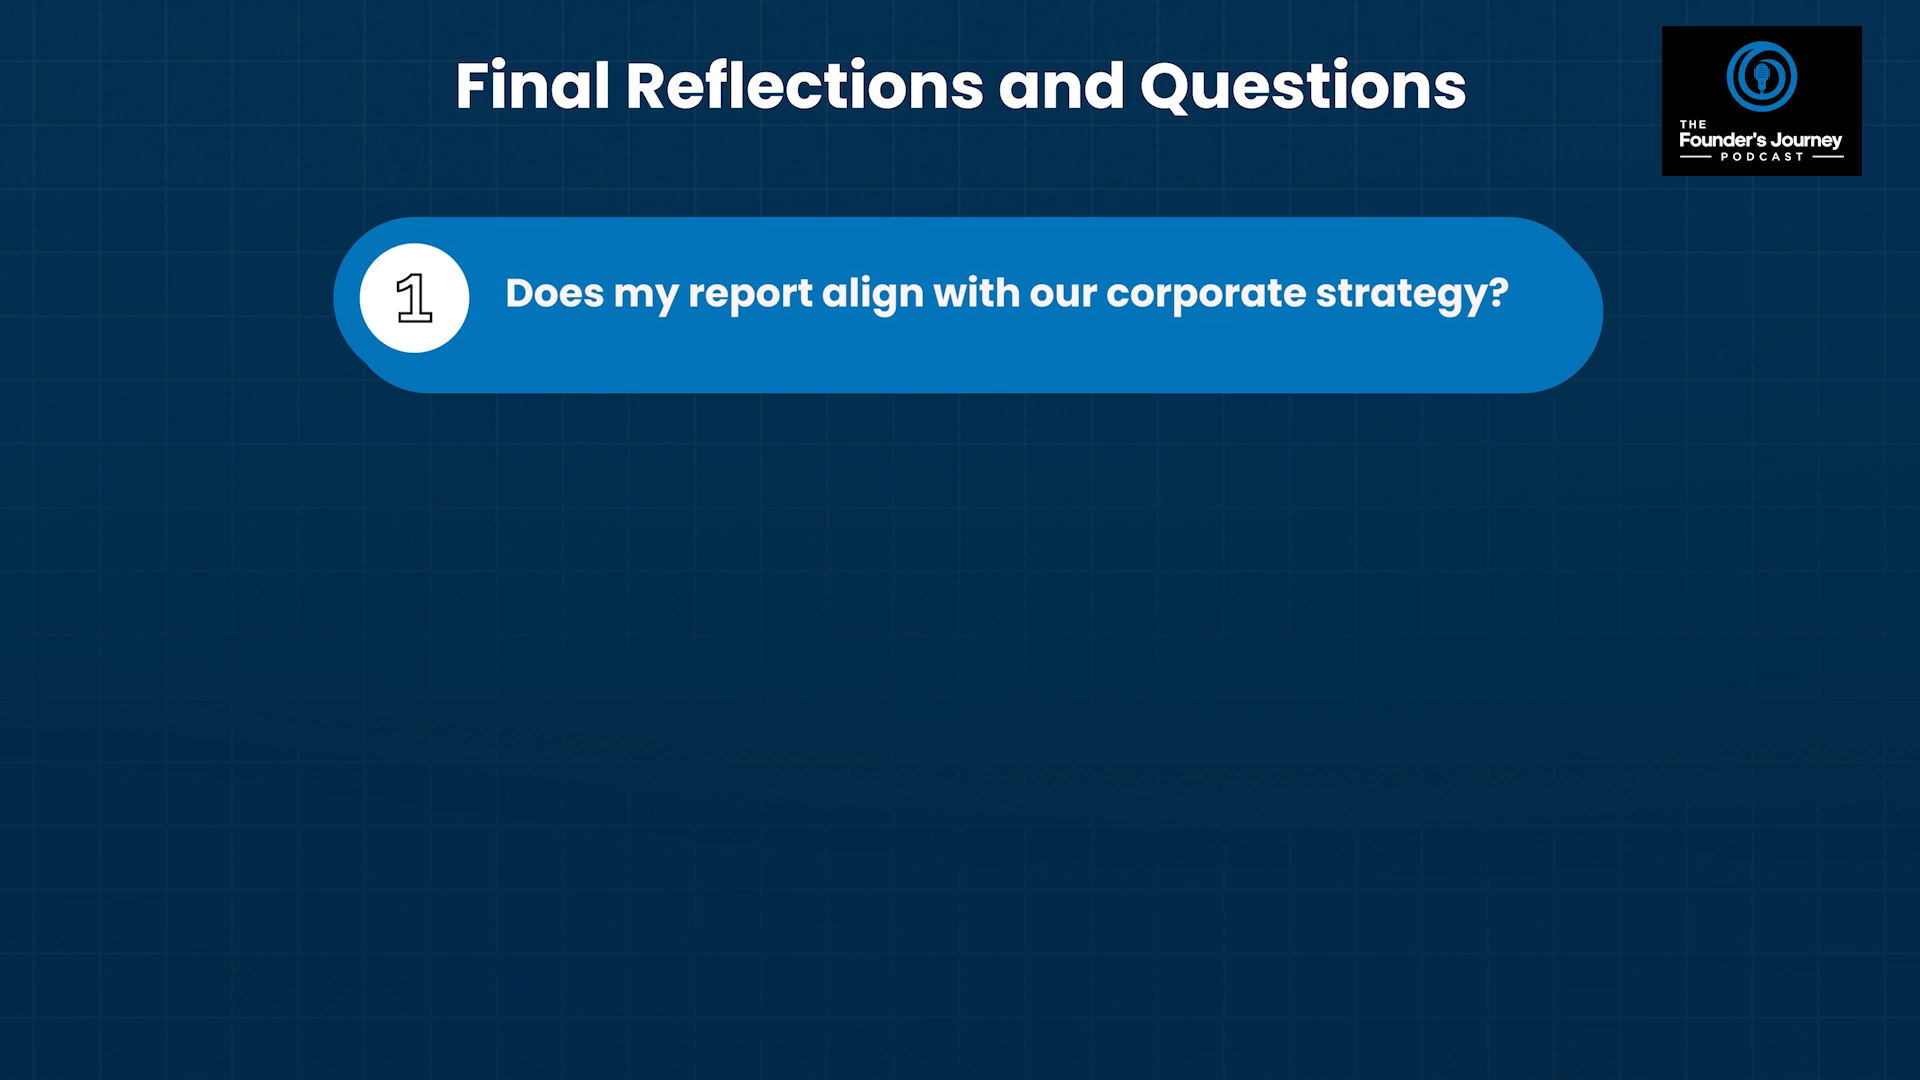 Final Reflections and Questions
THE
Founder's Journey
PODCAST
1
Does my report align with our corporate strategy?